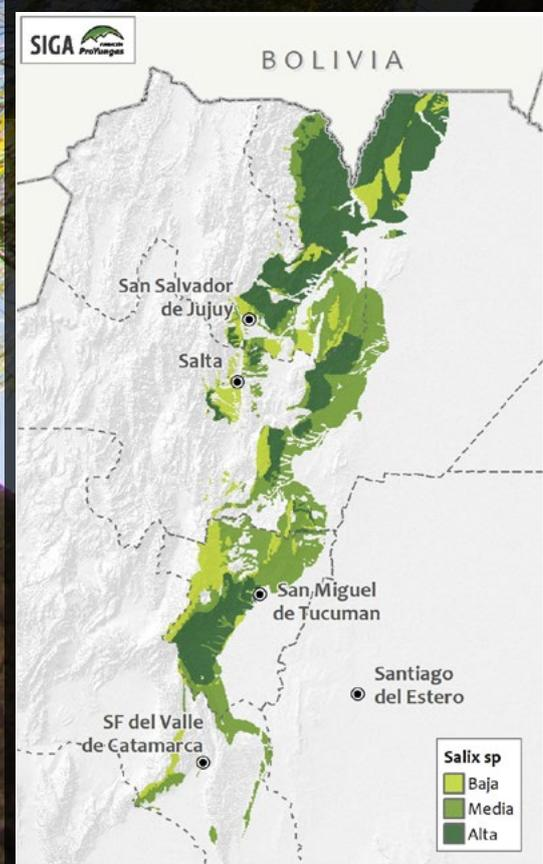 SIGA
FUNDACIÓN
ProYungas
BOLIVIA
San Salvador
de Jujuy
Salta
San Miguel
de Tucuman
Santiago
del Estero
SF del Valle
de Catamarca
Salix sp
Baja
Media
Alta